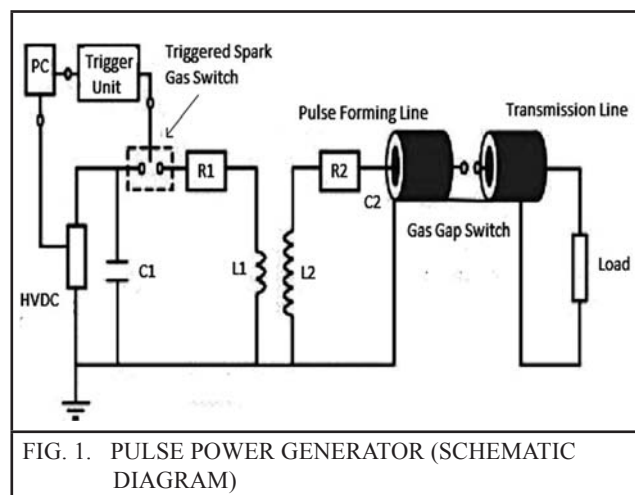 Triggered Spark
Gas Switch
PC
Trigger
Unit
Pulse Forming Line
Transmission Line
R1
R2
C2
Gas Gap Switch
C1
L1
L2
Load
HVDC
FIG. 1. PULSE POWER GENERATOR (SCHEMATIC
DIAGRAM)